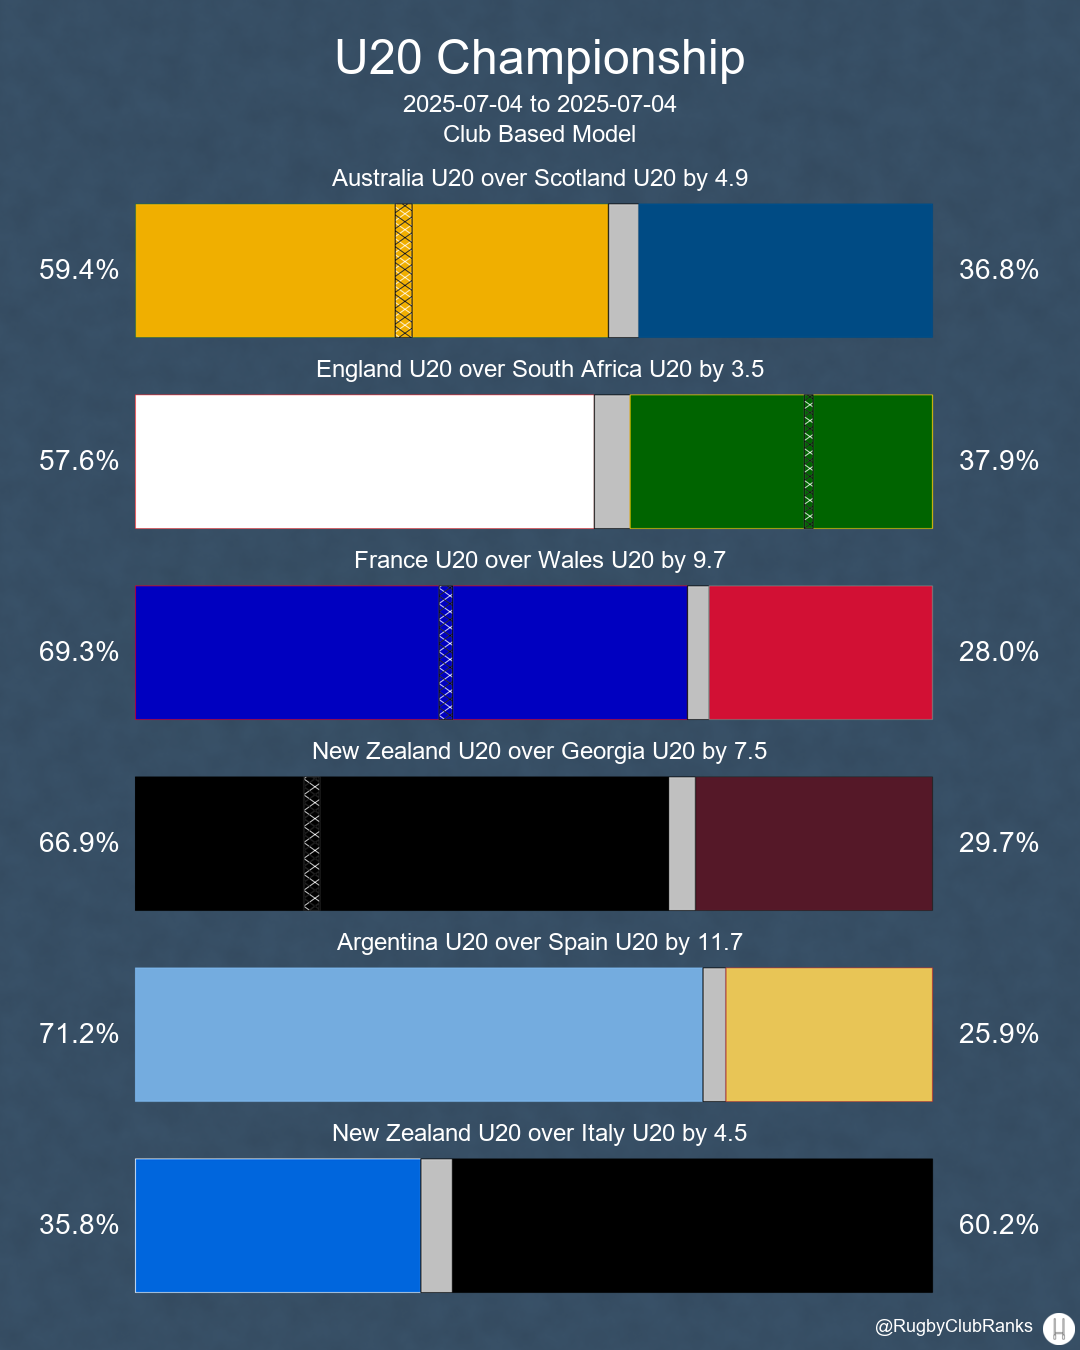 U20 Championship
2025-07-04 to 2025-07-04
Club Based Model
Australia U20 over Scotland U20 by 4.9
59.4%
36.8%
England U20 over South Africa U20 by 3.5
57.6%
37.9%
France U20 over Wales U20 by 9.7
69.3%
28.0%
New Zealand U20 over Georgia U20 by 7.5
66.9%
29.7%
Argentina U20 over Spain U20 by 11.7
71.2%
25.9%
New Zealand U20 over Italy U20 by 4.5
35.8%
60.2%
@RugbyClubRanks